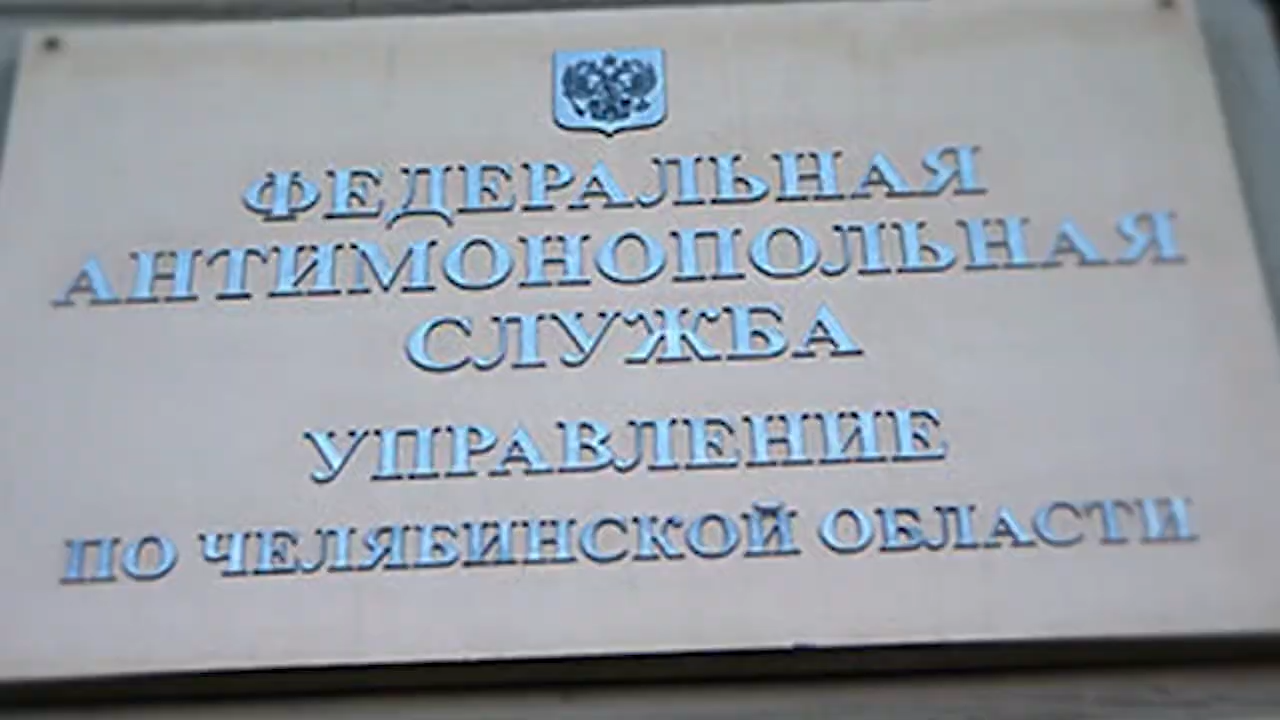 ФЕДЕРАЛЬНАЯ
АНТИМОНОПОЛЬНАЯ
СЛУЖБА
УПРАВЛЕНИЕ
ПО ЧЕЛЯБИНСКОЙ ОБЛАСТИ